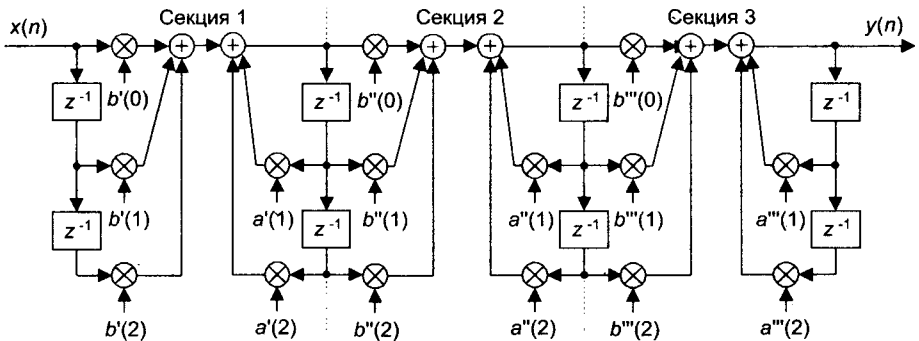 Секция 1 Секция 2 Секция 3
x(n) y(n)
b'(0) b''(0) b'''(0)
z⁻¹ z⁻¹ z⁻¹ z⁻¹
b'(1) a'(1) b''(1) a''(1) b'''(1) a'''(1)
z⁻¹ z⁻¹ z⁻¹ z⁻¹
b'(2) a'(2) b''(2) a''(2) b'''(2) a'''(2)